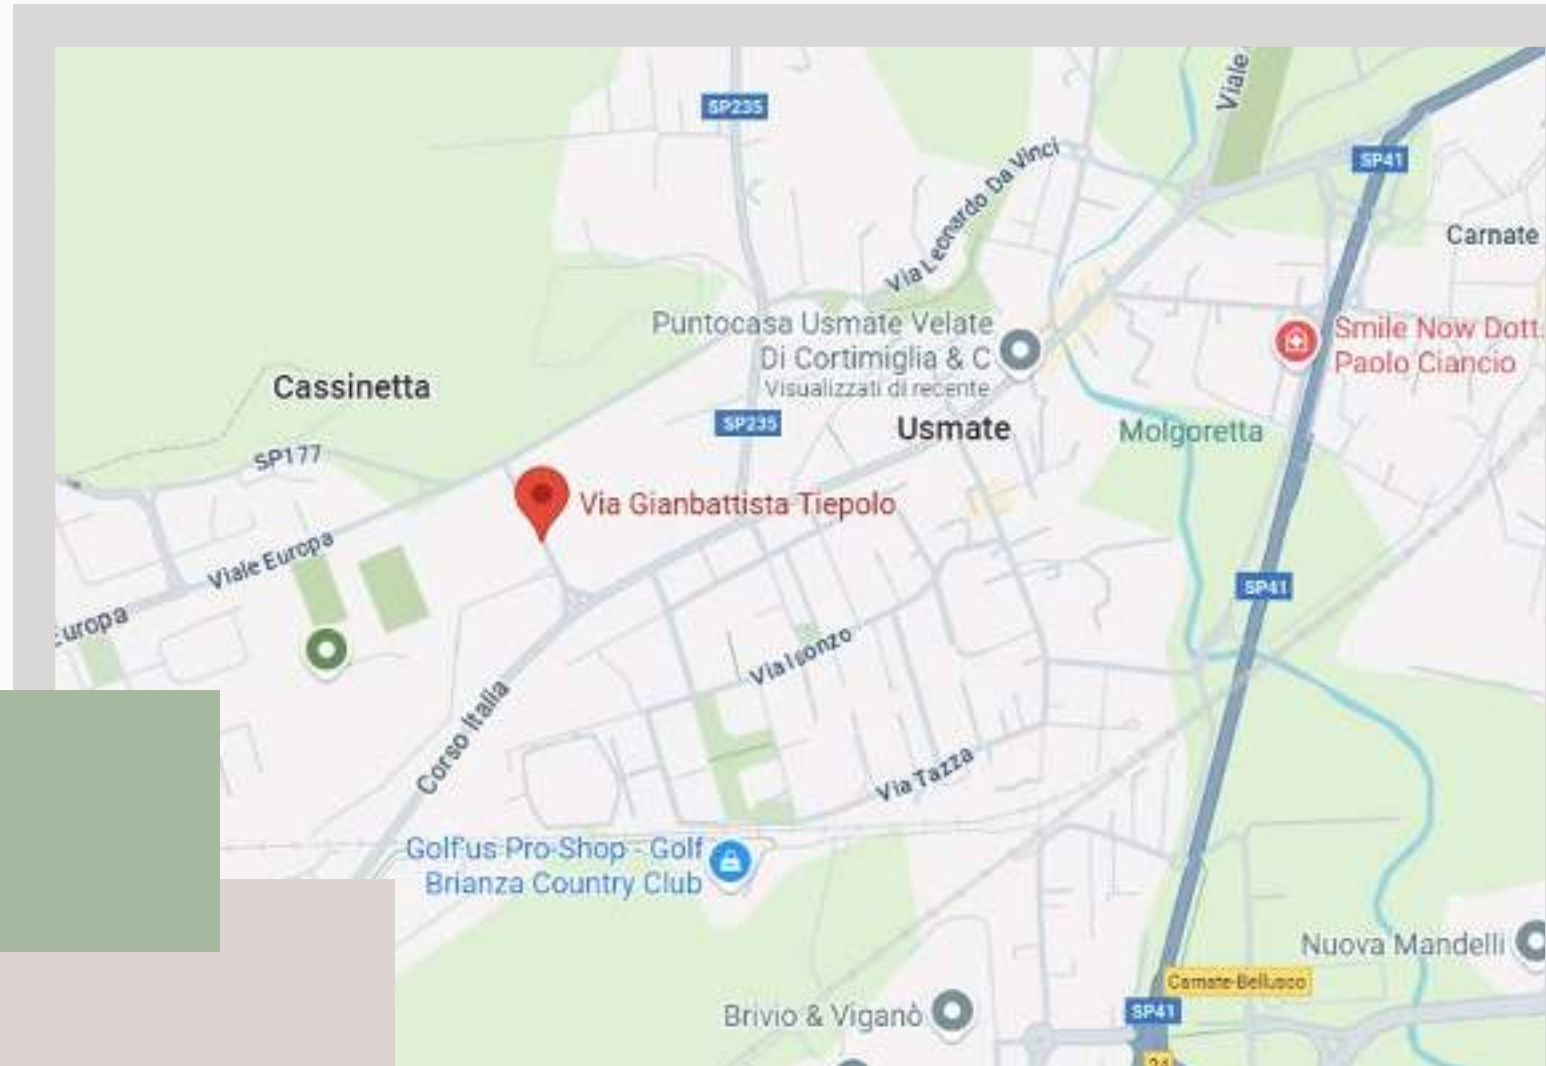 Viale
SP235
SP41
Via Leonardo Da Vinci
Carnate
Puntocasa Usmate Velate
Di Cortimiglia & C
Visualizzati di recente
Smile Now Dott.
Paolo Ciancio
Cassinetta
SP235
Usmate
Molgoretta
SP177
Via Gianbattista Tiepolo
Viale Europa
SP41
Europa
Via Isonzo
Corso Italia
Via Tazza
Golf'us Pro Shop - Golf
Brianza Country Club
Nuova Mandelli
Carnate-Bellusco
Brivio & Viganò
SP41